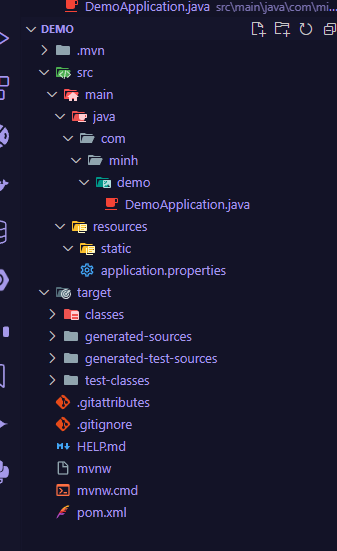 DemoApplication.java src\main\java\com\mi...
DEMO
.mvn
src
main
java
com
minh
demo
DemoApplication.java
resources
static
application.properties
target
classes
generated-sources
generated-test-sources
test-classes
.gitattributes
.gitignore
HELP.md
mvnw
mvnw.cmd
pom.xml